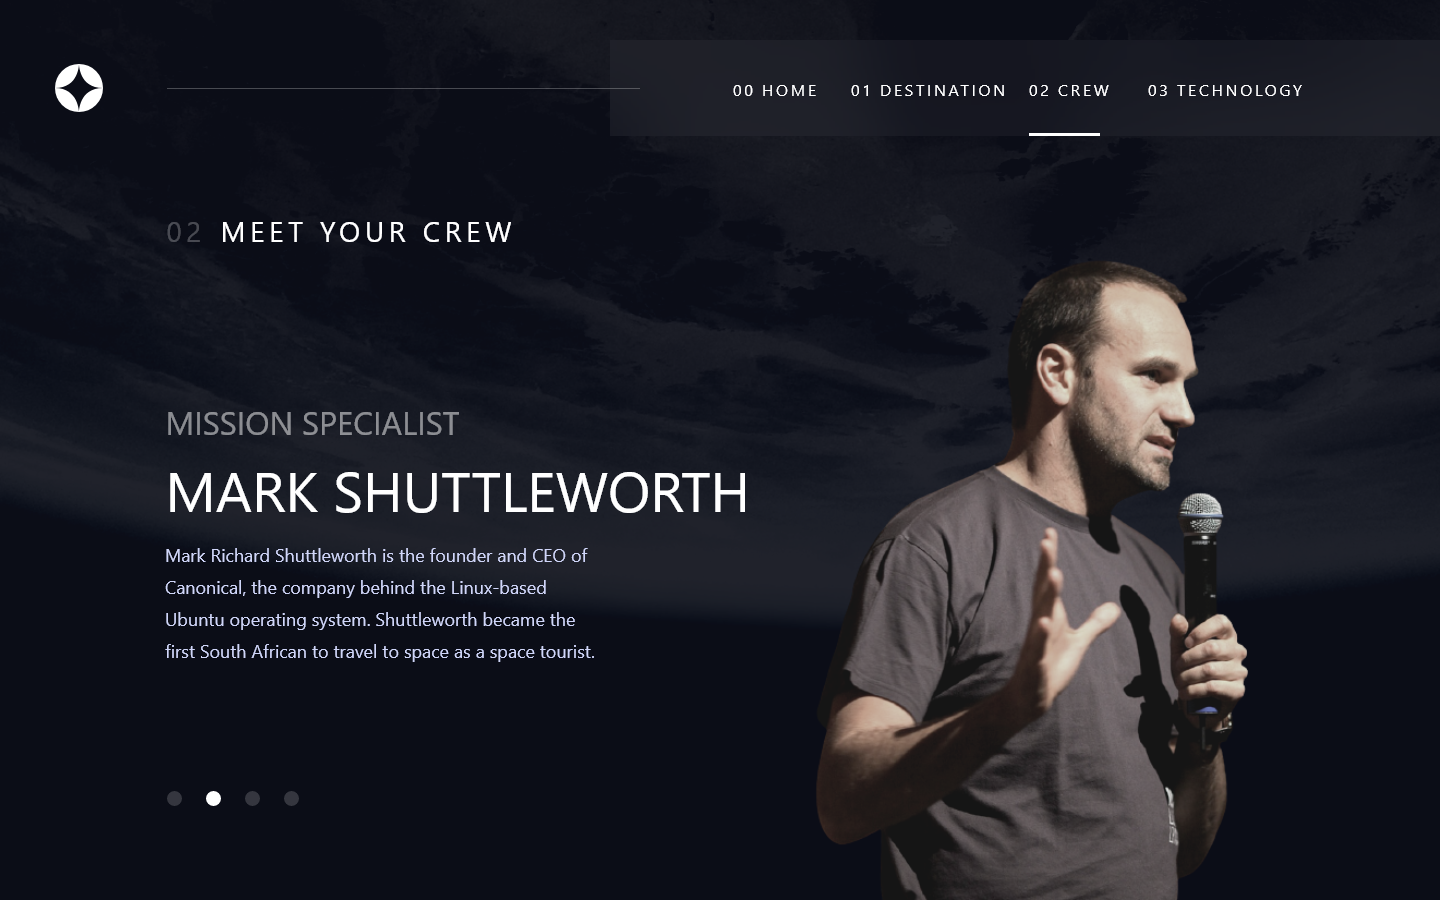 00 HOME 01 DESTINATION 02 CREW 03 TECHNOLOGY
02 MEET YOUR CREW
MISSION SPECIALIST
MARK SHUTTLEWORTH
Mark Richard Shuttleworth is the founder and CEO of
Canonical, the company behind the Linux-based
Ubuntu operating system. Shuttleworth became the
first South African to travel to space as a space tourist.